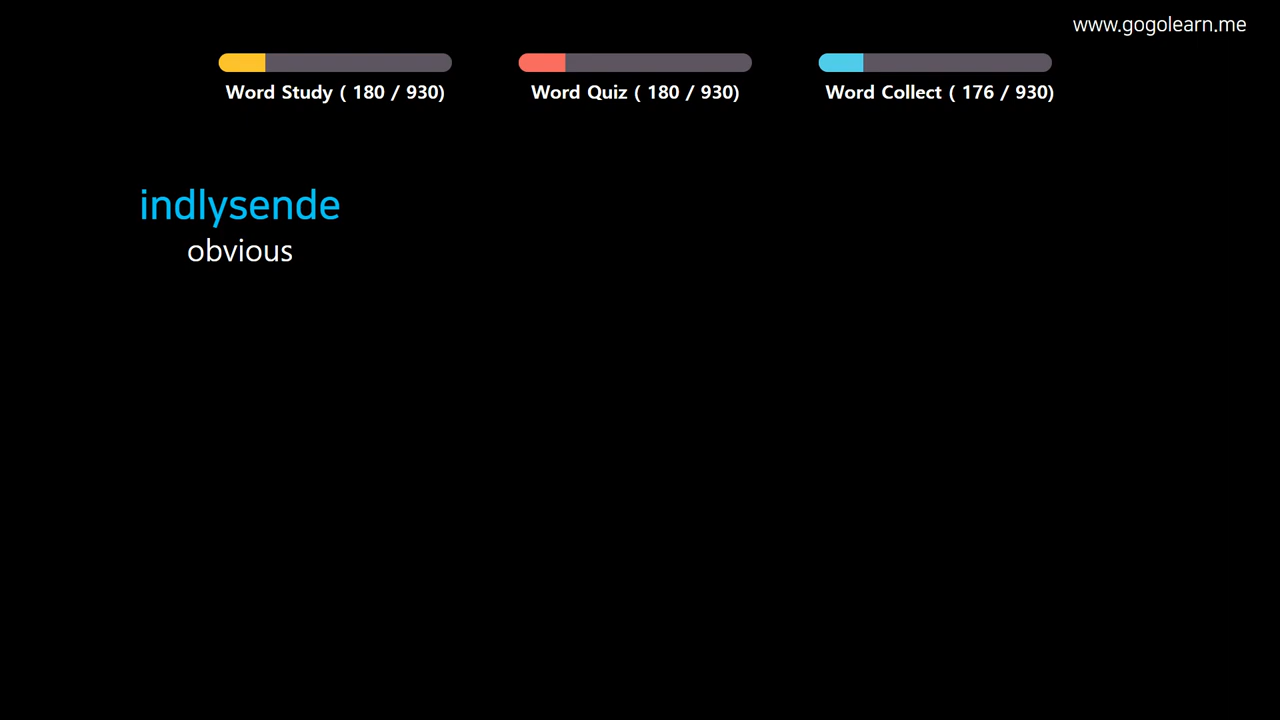 www.gogolearn.me
Word Study ( 180 / 930)
Word Quiz ( 180 / 930)
Word Collect ( 176 / 930)
indlysende
obvious